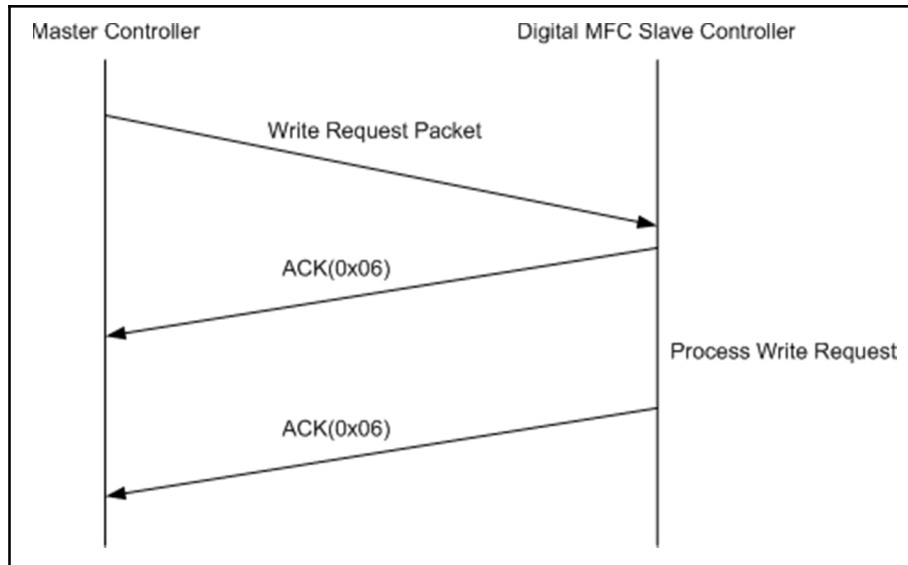 Master Controller
Digital MFC Slave Controller
Write Request Packet
ACK(0x06)
Process Write Request
ACK(0x06)